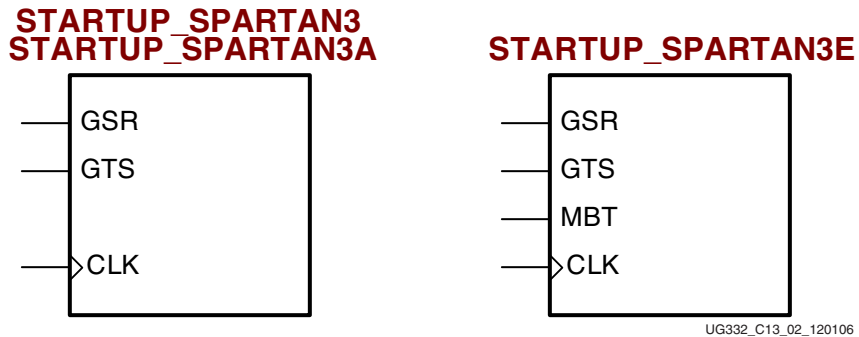 STARTUP_SPARTAN3
STARTUP_SPARTAN3A
GSR
GTS
CLK
STARTUP_SPARTAN3E
GSR
GTS
MBT
CLK
UG332_C13_02_120106